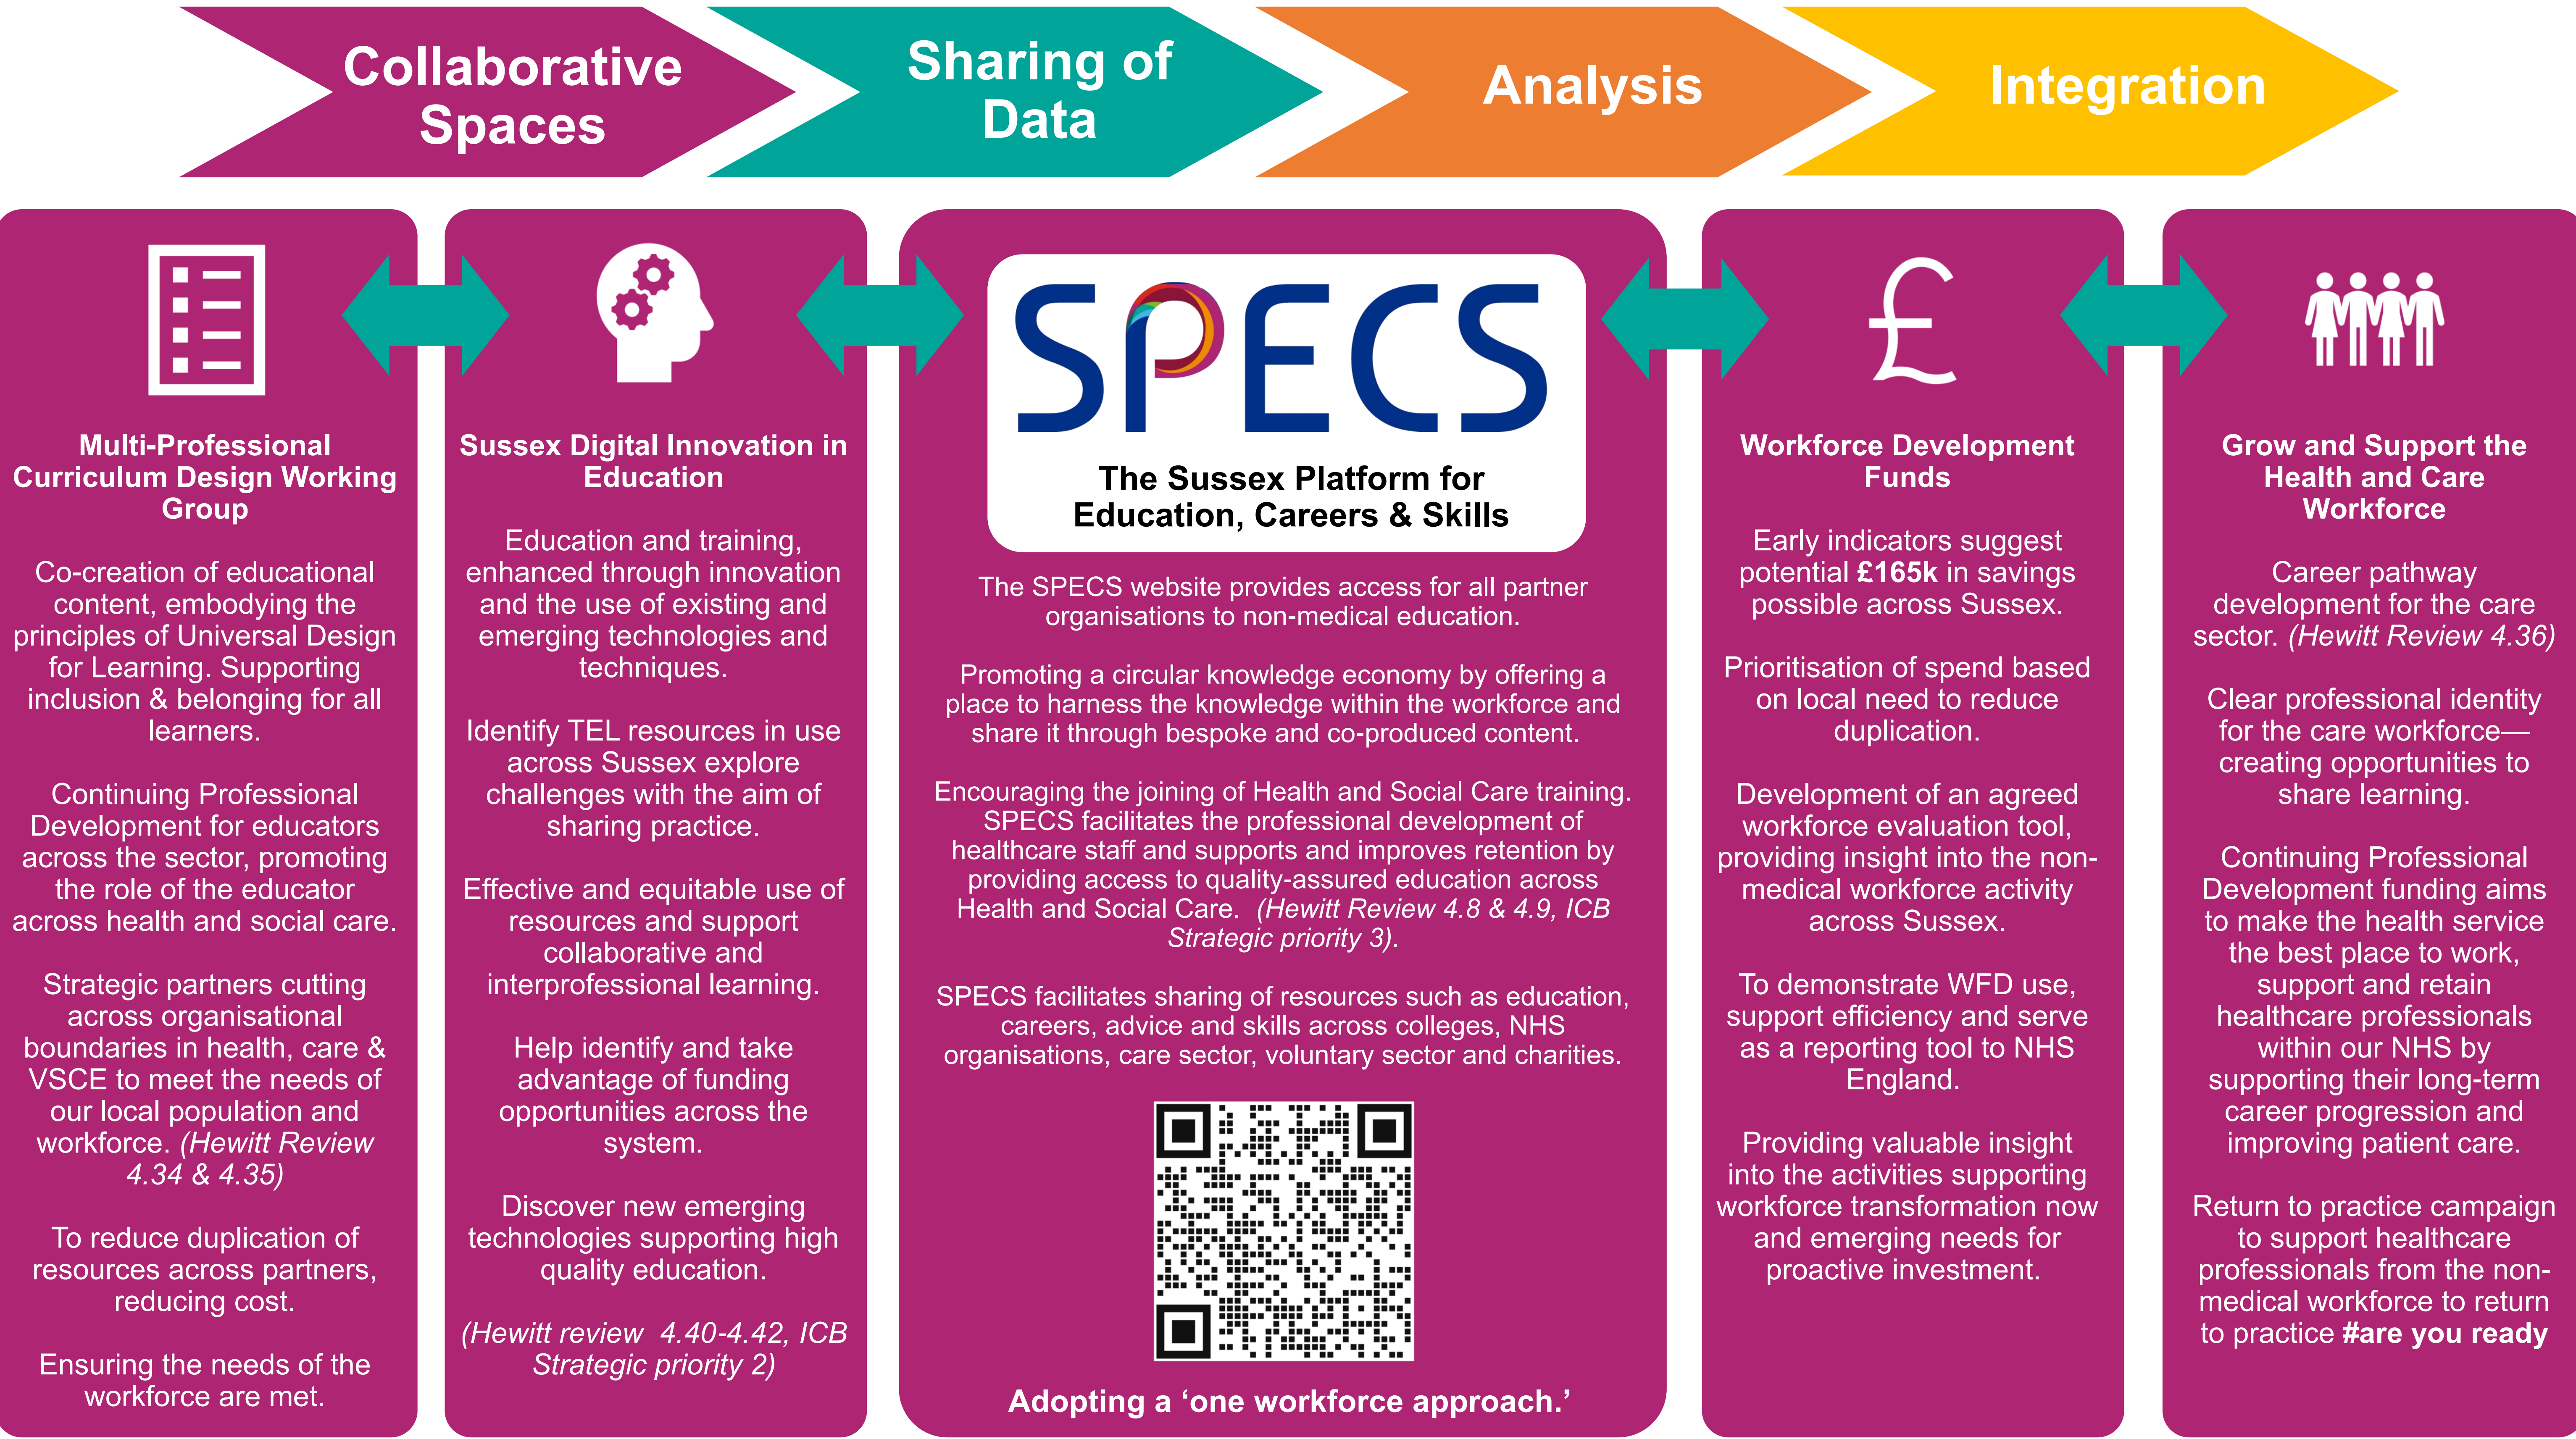 Collaborative
Spaces
Sharing of
Data
Analysis
Integration
Multi-Professional
Curriculum Design Working
Group
Co-creation of educational
content, embodying the
principles of Universal Design
for Learning. Supporting
inclusion & belonging for all
learners.
Continuing Professional
Development for educators
across the sector, promoting
the role of the educator
across health and social care.
Strategic partners cutting
across organisational
boundaries in health, care &
VSCE to meet the needs of
our local population and
workforce. (Hewitt Review
4.34 & 4.35)
To reduce duplication of
resources across partners,
reducing cost.
Ensuring the needs of the
workforce are met.
Sussex Digital Innovation in
Education
Education and training,
enhanced through innovation
and the use of existing and
emerging technologies and
techniques.
Identify TEL resources in use
across Sussex explore
challenges with the aim of
sharing practice.
Effective and equitable use of
resources and support
collaborative and
interprofessional learning.
Help identify and take
advantage of funding
opportunities across the
system.
Discover new emerging
technologies supporting high
quality education.
(Hewitt review 4.40-4.42, ICB
Strategic priority 2)
SPECS
The Sussex Platform for
Education, Careers & Skills
The SPECS website provides access for all partner
organisations to non-medical education.
Promoting a circular knowledge economy by offering a
place to harness the knowledge within the workforce and
share it through bespoke and co-produced content.
Encouraging the joining of Health and Social Care training.
SPECS facilitates the professional development of
healthcare staff and supports and improves retention by
providing access to quality-assured education across
Health and Social Care. (Hewitt Review 4.8 & 4.9, ICB
Strategic priority 3).
SPECS facilitates sharing of resources such as education,
careers, advice and skills across colleges, NHS
organisations, care sector, voluntary sector and charities.
Adopting a ‘one workforce approach.’
£
Workforce Development
Funds
Early indicators suggest
potential £165k in savings
possible across Sussex.
Prioritisation of spend based
on local need to reduce
duplication.
Development of an agreed
workforce evaluation tool,
providing insight into the non-
medical workforce activity
across Sussex.
To demonstrate WFD use,
support efficiency and serve
as a reporting tool to NHS
England.
Providing valuable insight
into the activities supporting
workforce transformation now
and emerging needs for
proactive investment.
Grow and Support the
Health and Care
Workforce
Career pathway
development for the care
sector. (Hewitt Review 4.36)
Clear professional identity
for the care workforce—
creating opportunities to
share learning.
Continuing Professional
Development funding aims
to make the health service
the best place to work,
support and retain
healthcare professionals
within our NHS by
supporting their long-term
career progression and
improving patient care.
Return to practice campaign
to support healthcare
professionals from the non-
medical workforce to return
to practice #are you ready